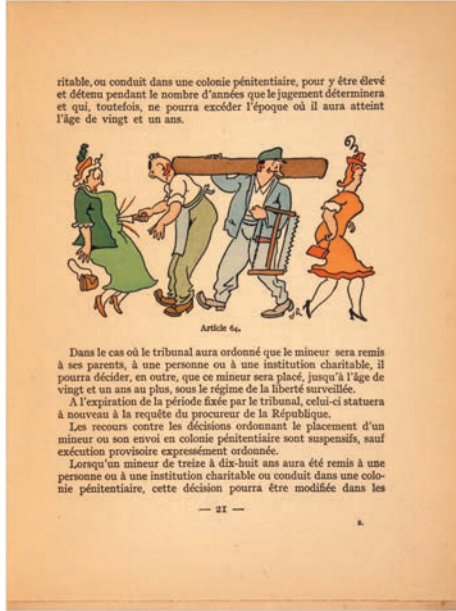 ritable, ou conduit dans une colonie pénitentiaire, pour y être élevé
et détenu pendant le nombre d'années que le jugement déterminera
et qui, toutefois, ne pourra excéder l'époque où il aura atteint
l'âge de vingt et un ans.
Article 64.
Dans le cas où le tribunal aura ordonné que le mineur sera remis
à ses parents, à une personne ou à une institution charitable, il
pourra décider, en outre, que ce mineur sera placé, jusqu'à l'âge de
vingt et un ans au plus, sous le régime de la liberté surveillée.
A l'expiration de la période fixée par le tribunal, celui-ci statuera
à nouveau à la requête du procureur de la République.
Les recours contre les décisions ordonnant le placement d'un
mineur ou son envoi en colonie pénitentiaire sont suspensifs, sauf
exécution provisoire expressément ordonnée.
Lorsqu'un mineur de treize à dix-huit ans aura été remis à une
personne ou à une institution charitable ou conduit dans une colo-
nie pénitentiaire, cette décision pourra être modifiée dans les
— 21 —
2.